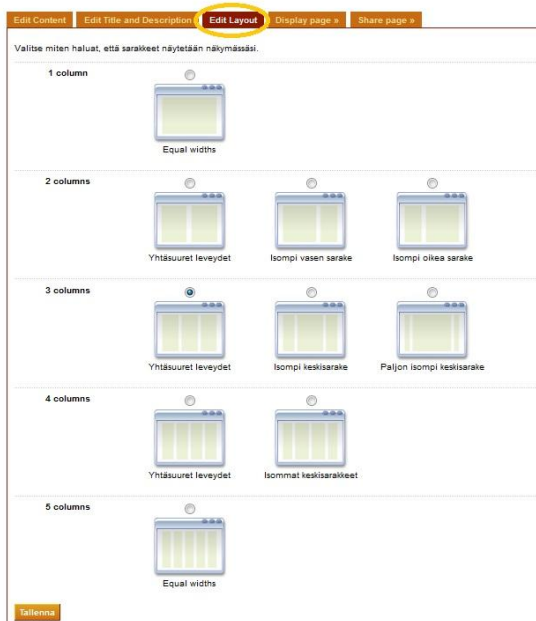 Edit Content Edit Title and Description Edit Layout Display page » Share page »
Valitse miten haluat, että sarakkeet näytetään näkymässäsi.
1 column
Equal widths
2 columns
Yhtäsuuret leveydet Isompi vasen sarake Isompi oikea sarake
3 columns
Yhtäsuuret leveydet Isompi keskisarake Paljon isompi keskisarake
4 columns
Yhtäsuuret leveydet Isommat keskisarakkeet
5 columns
Equal widths
Tallenna